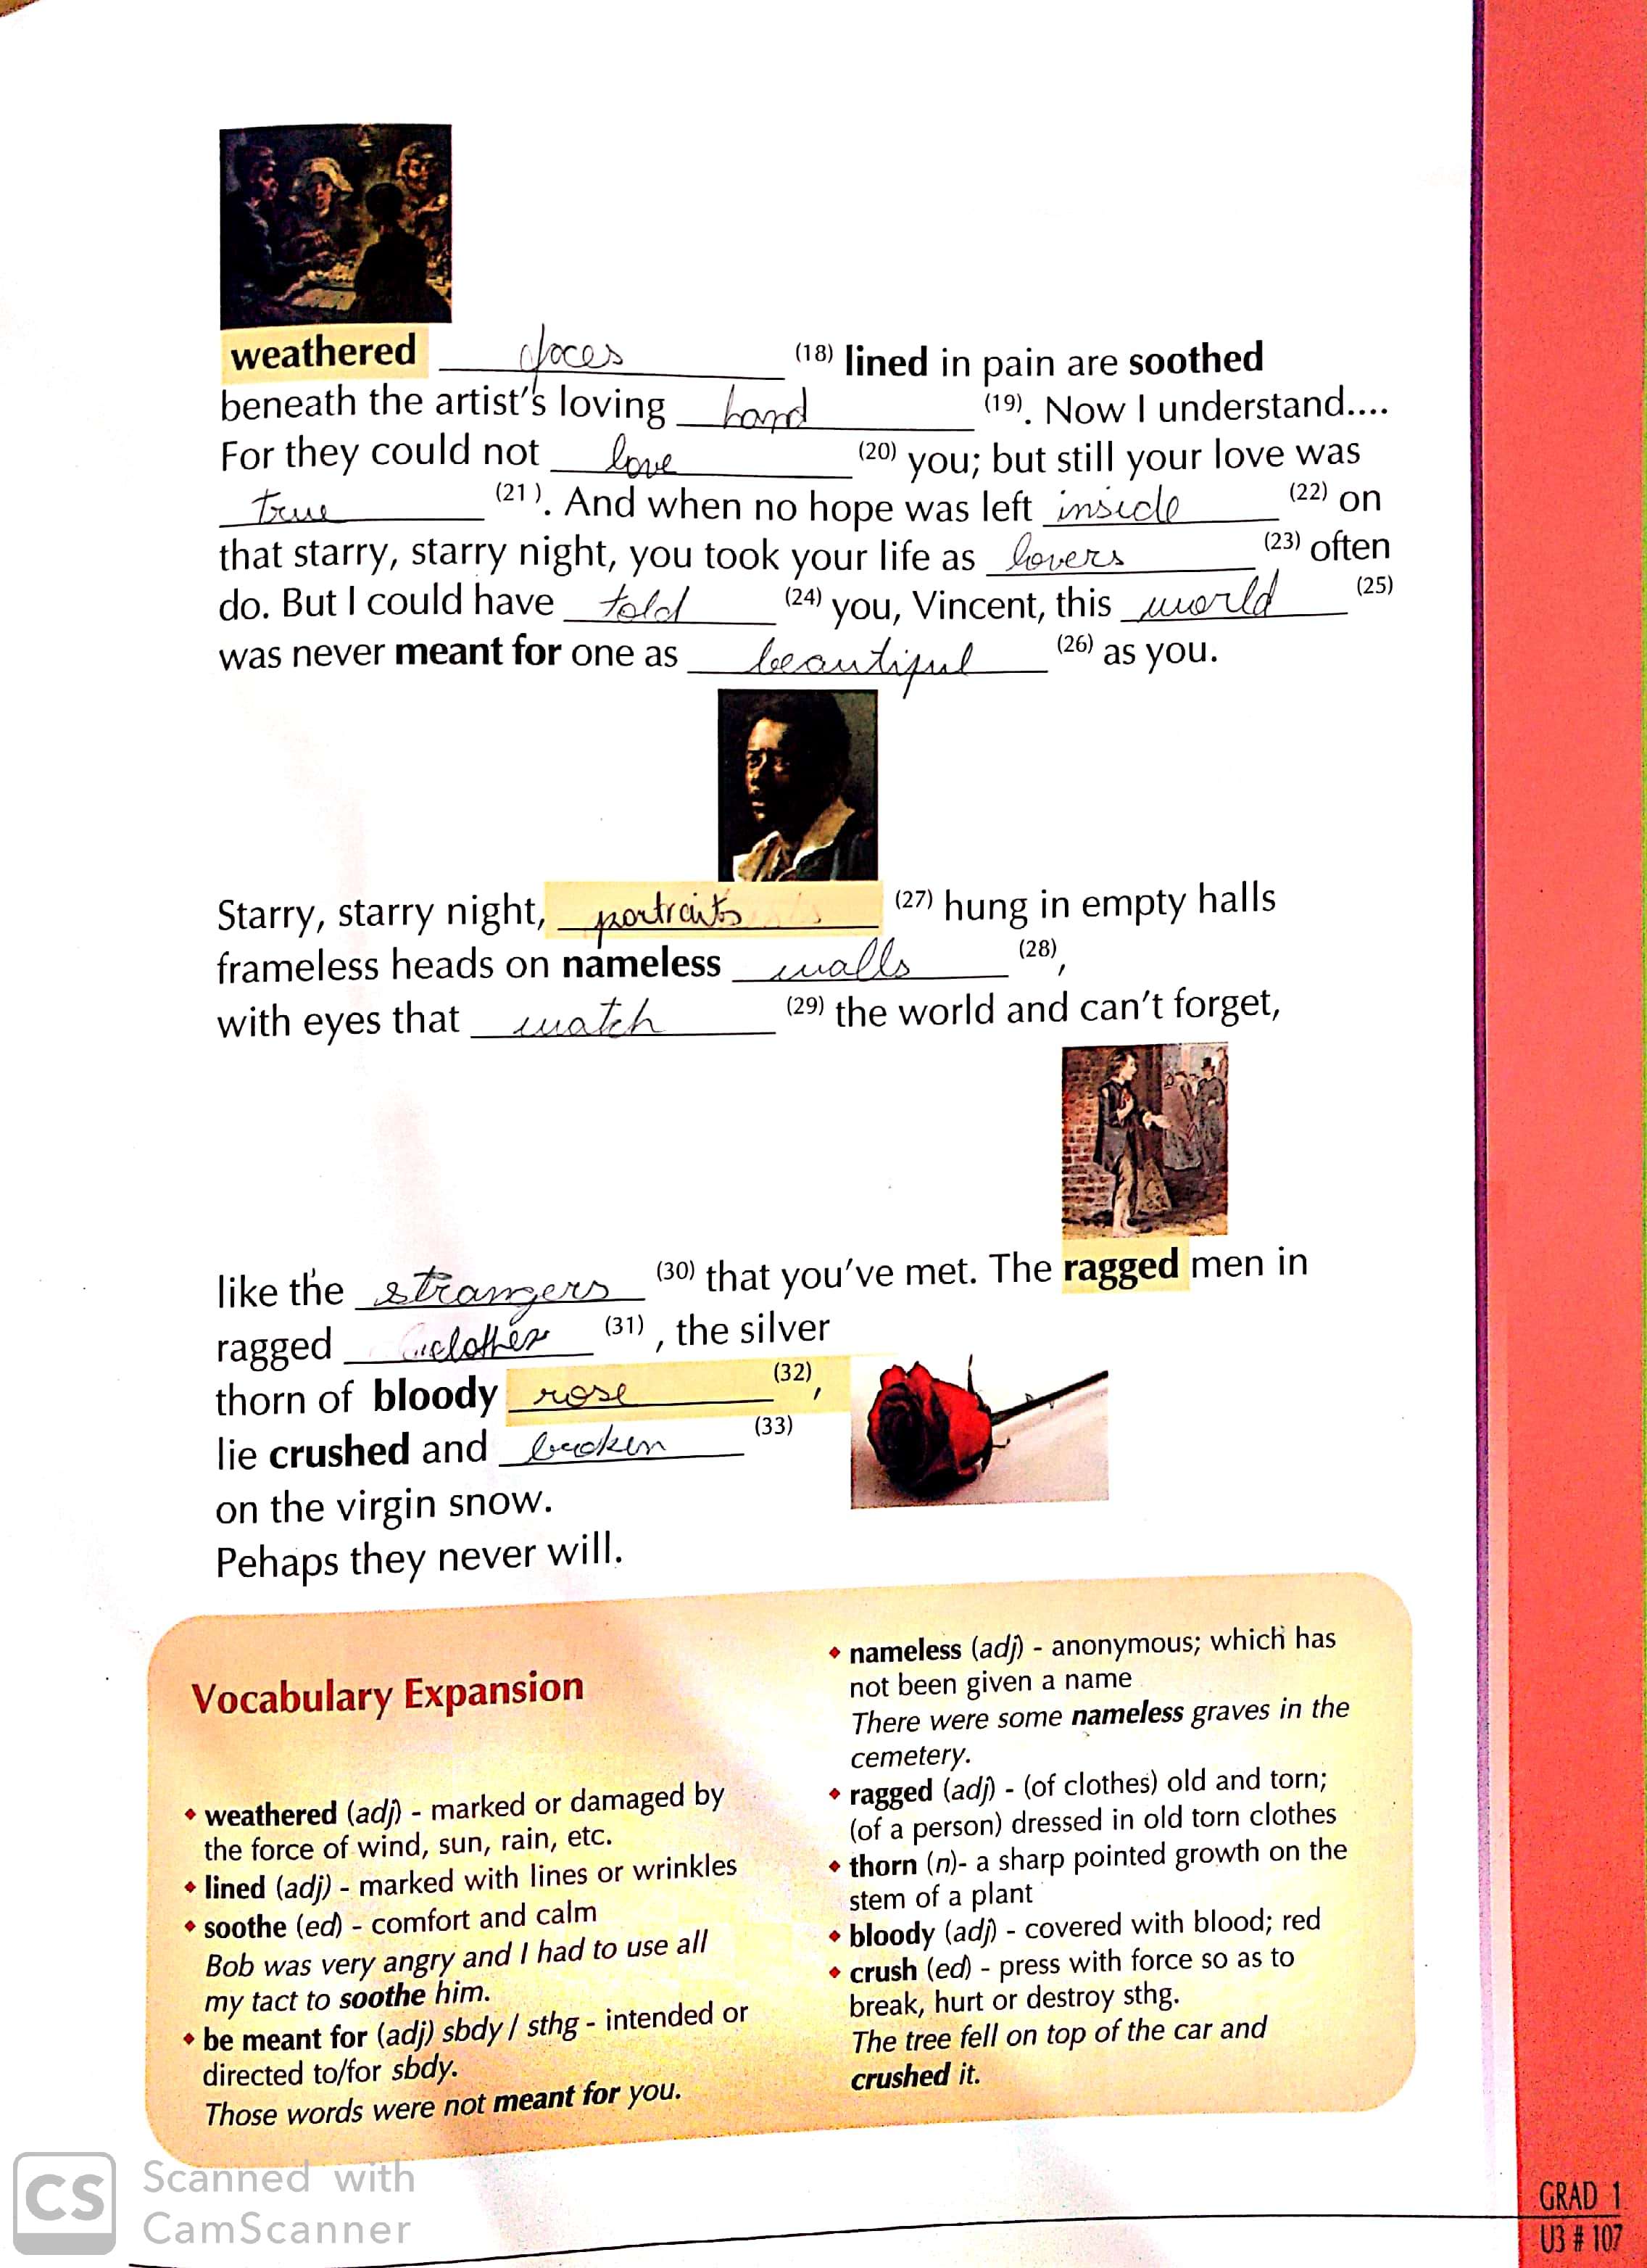 weathered faces (18) lined in pain are soothed
beneath the artist's loving hand (19). Now I understand....
For they could not love (20) you; but still your love was
true (21). And when no hope was left inside (22) on
that starry, starry night, you took your life as lovers (23) often
do. But I could have told (24) you, Vincent, this world (25)
was never meant for one as beautiful (26) as you.
Starry, starry night, portraits (27) hung in empty halls
frameless heads on nameless walls (28),
with eyes that watch (29) the world and can't forget,
like the strangers (30) that you've met. The ragged men in
ragged clothes (31), the silver
thorn of bloody rose (32),
lie crushed and broken (33)
on the virgin snow.
Pehaps they never will.
Vocabulary Expansion
• weathered (adj) - marked or damaged by
the force of wind, sun, rain, etc.
• lined (adj) - marked with lines or wrinkles
• soothe (ed) - comfort and calm
Bob was very angry and I had to use all
my tact to soothe him.
• be meant for (adj) sbdy / sthg - intended or
directed to/for sbdy.
Those words were not meant for you.
• nameless (adj) - anonymous; which has
not been given a name
There were some nameless graves in the
cemetery.
• ragged (adj) - (of clothes) old and torn;
(of a person) dressed in old torn clothes
• thorn (n)- a sharp pointed growth on the
stem of a plant
• bloody (adj) - covered with blood; red
• crush (ed) - press with force so as to
break, hurt or destroy sthg.
The tree fell on top of the car and
crushed it.
CS Scanned with
CamScanner
GRAD 1
U3 # 107